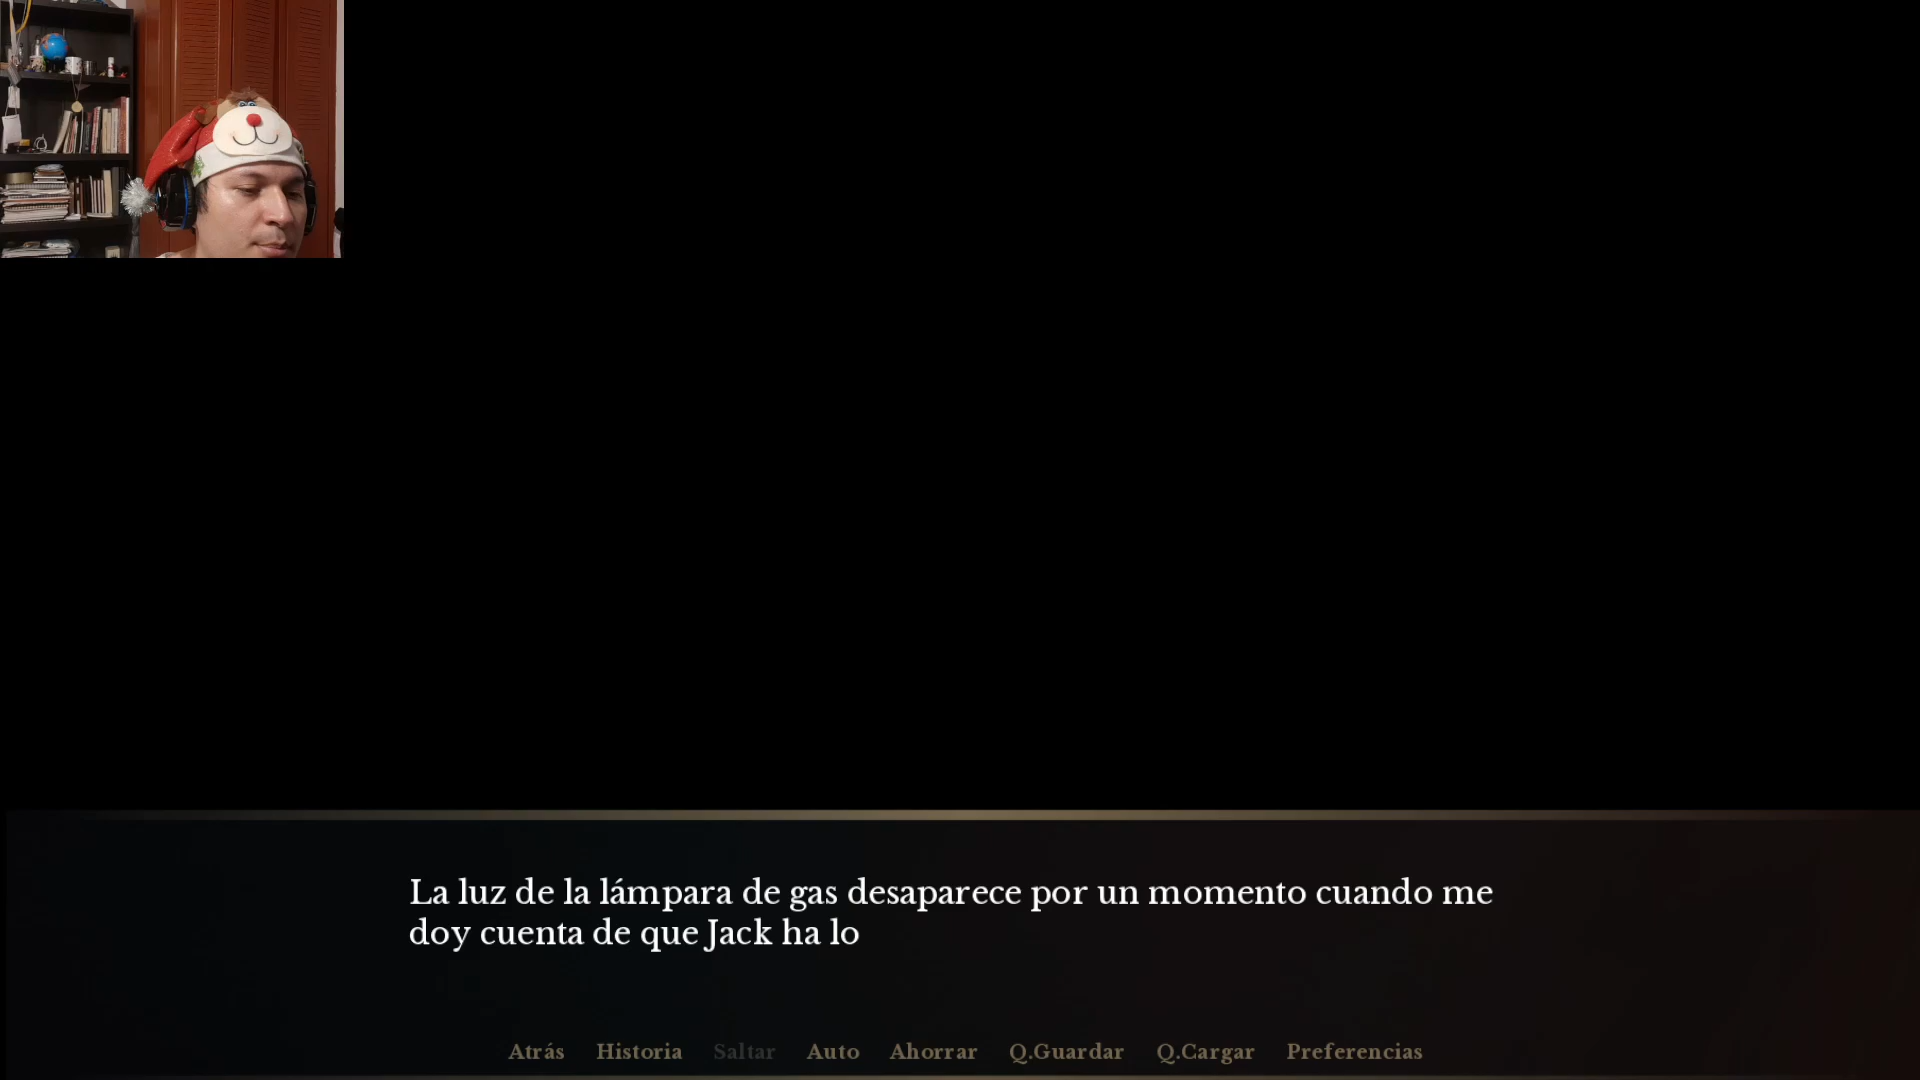 La luz de la lámpara de gas desaparece por un momento cuando me
doy cuenta de que Jack ha lo
Atrás Historia Saltar Auto Ahorrar Q.Guardar Q.Cargar Preferencias